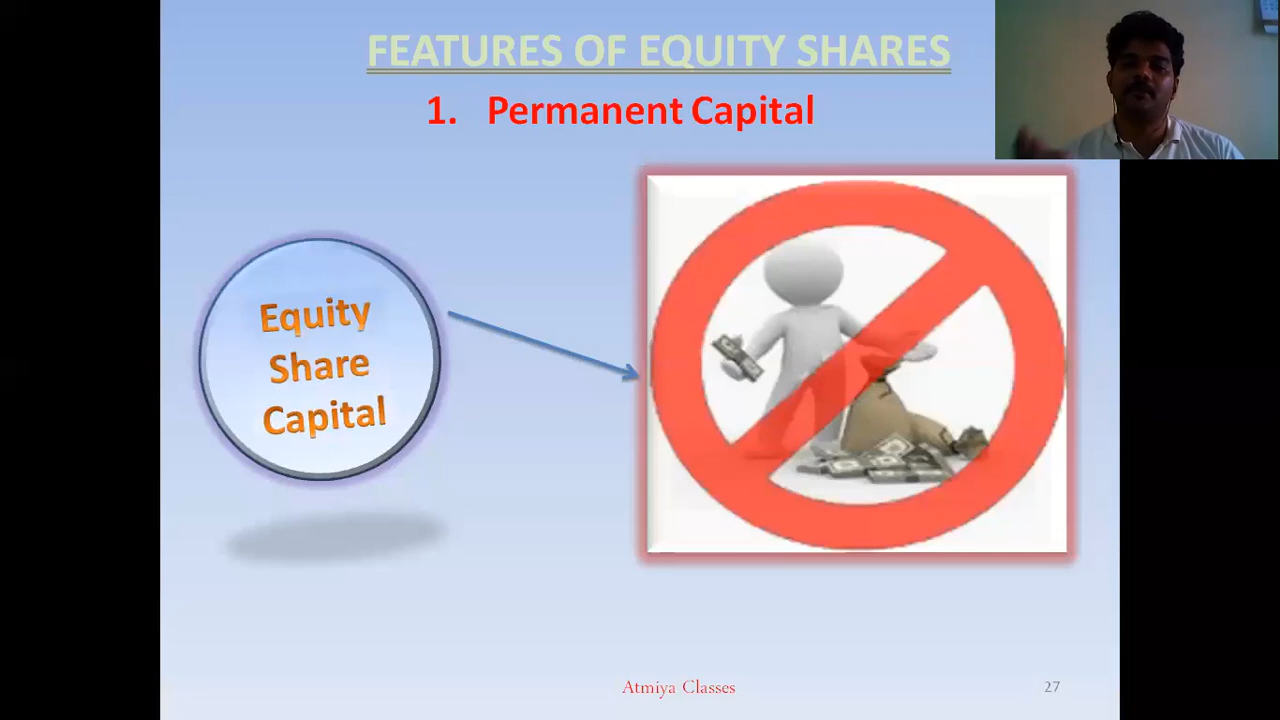 FEATURES OF EQUITY SHARES
1. Permanent Capital
Equity
Share
Capital
Atmiya Classes
27